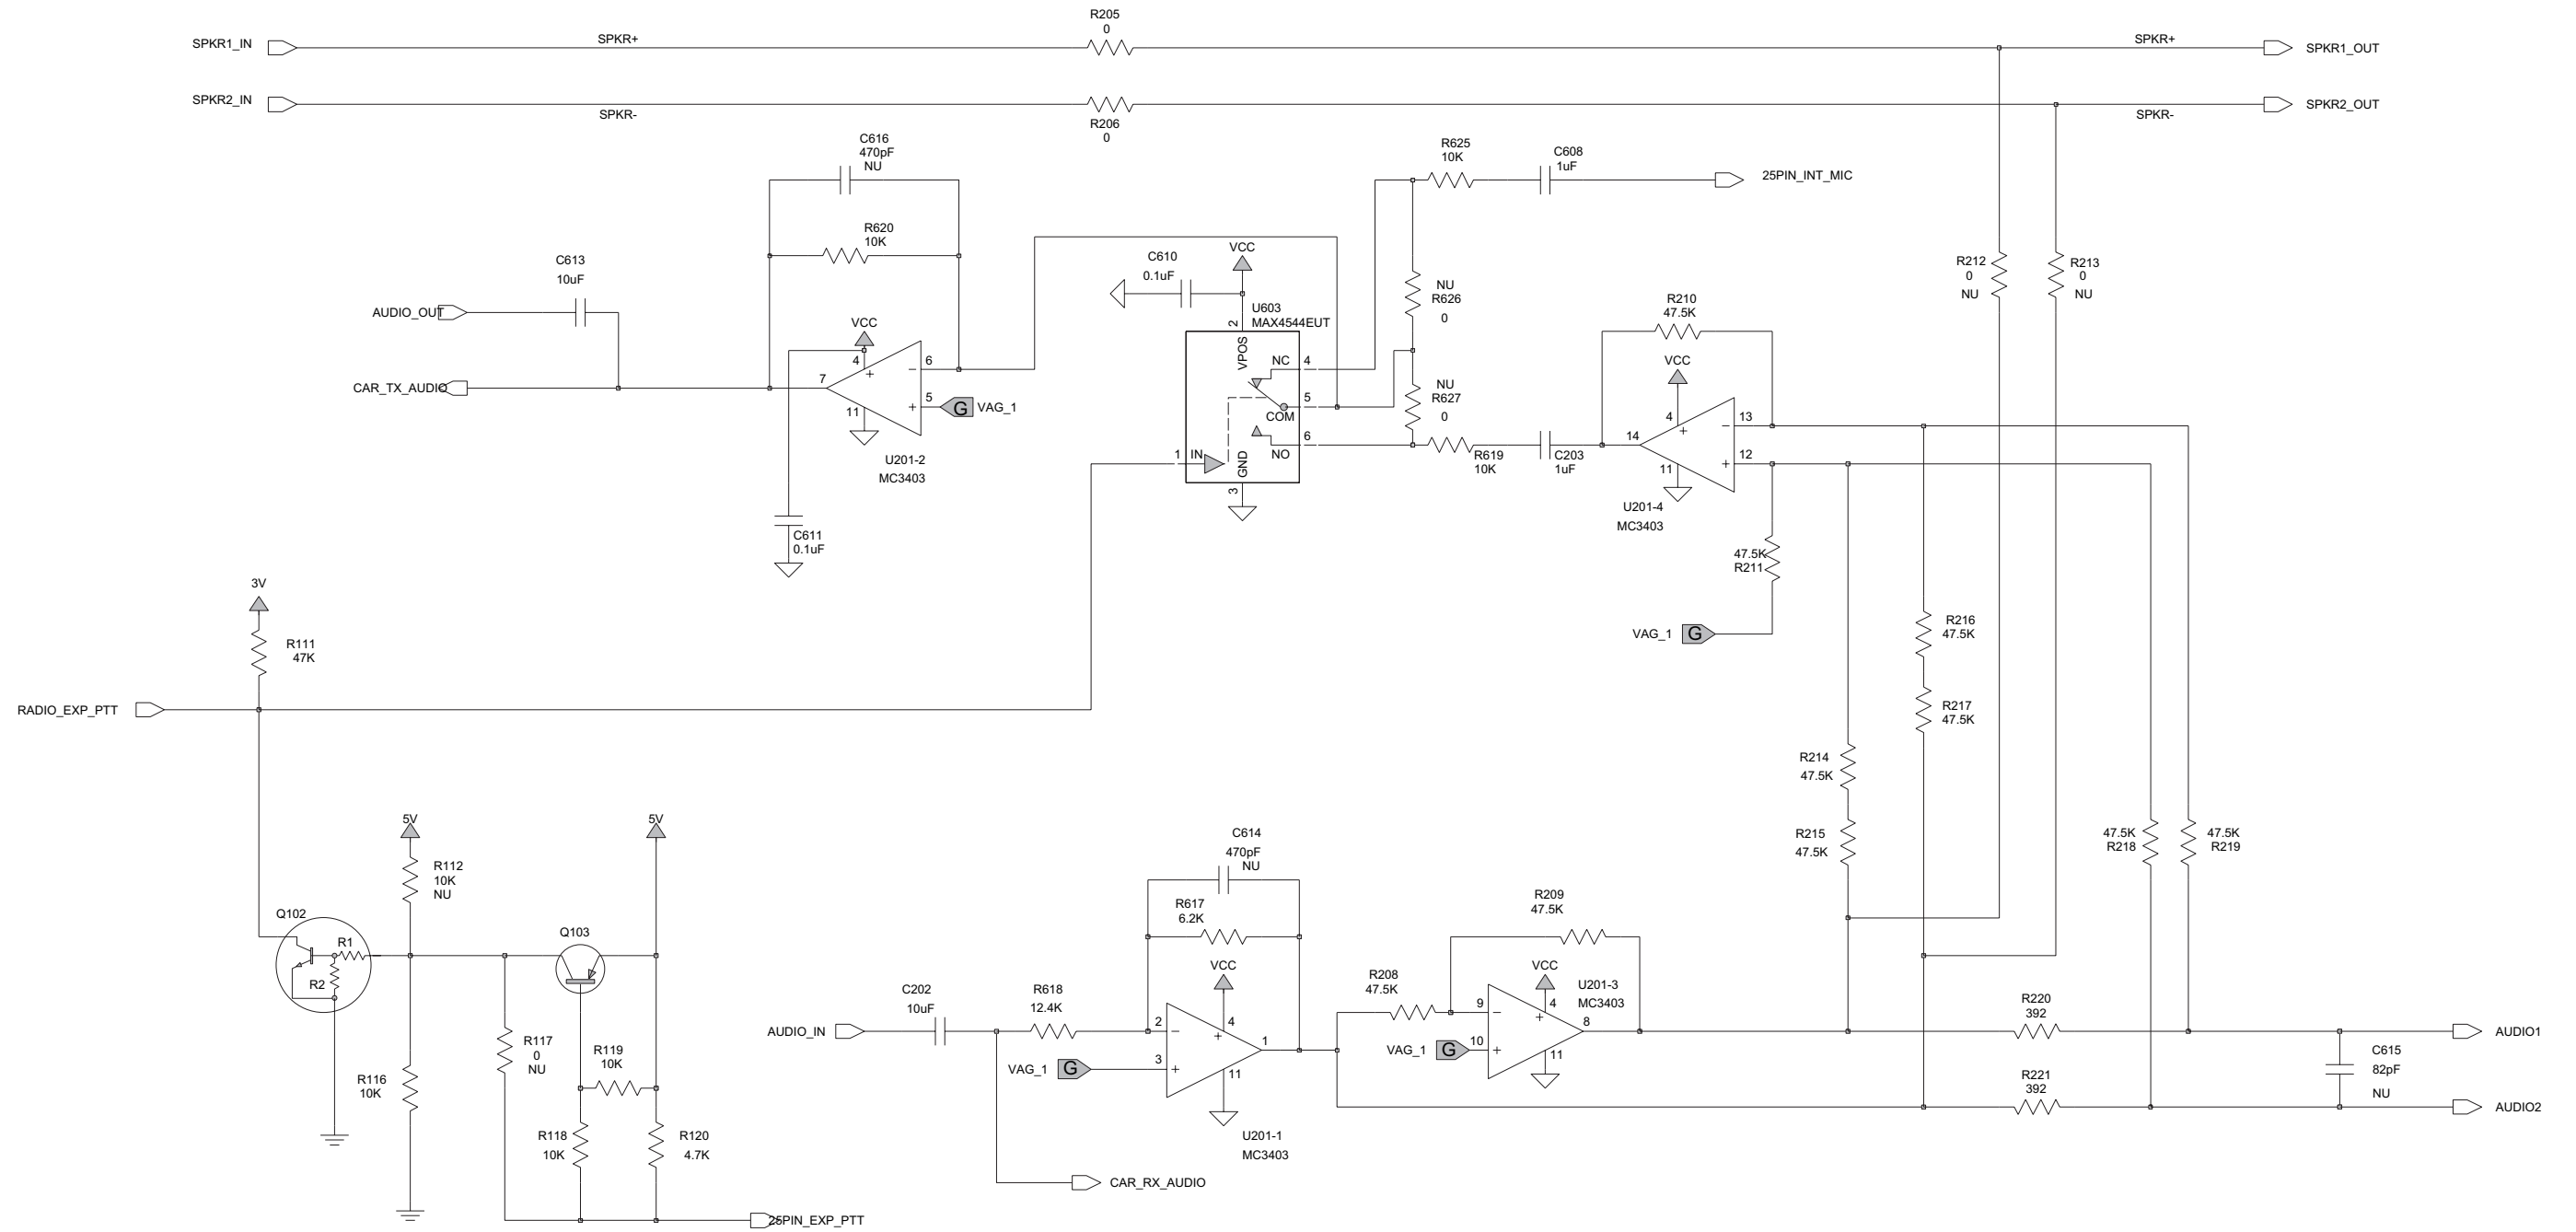 R205
0
SPKR1_IN
SPKR+
SPKR+
SPKR1_OUT
SPKR2_IN
SPKR-
R206
0
SPKR-
SPKR2_OUT
C616
470pF
NU
R620
10K
R625
10K
C608
1uF
25PIN_INT_MIC
C613
10uF
AUDIO_OUT
CAR_TX_AUDIO
VCC
4
+
7
6
-
5
+
11
G
VAG_1
U201-2
MC3403
C611
0.1uF
C610
0.1uF
VCC
U603
MAX4544EUT
2
VPOS
NC
4
5
COM
6
NO
1
IN
GND
3
NU
R626
0
NU
R627
0
R619
10K
C203
1uF
R210
47.5K
VCC
4
+
14
13
-
12
+
11
U201-4
MC3403
47.5K
R211
VAG_1
G
R212
0
NU
R213
0
NU
3V
R111
47K
RADIO_EXP_PTT
R216
47.5K
R217
47.5K
R214
47.5K
R215
47.5K
47.5K
R218
47.5K
R219
5V
5V
R112
10K
NU
Q102
R1
R2
Q103
R117
0
NU
R119
10K
R116
10K
R118
10K
R120
4.7K
25PIN_EXP_PTT
C614
470pF
NU
R617
6.2K
VCC
C202
10uF
R618
12.4K
AUDIO_IN
2
-
4
+
1
VAG_1
G
3
+
11
U201-1
MC3403
CAR_RX_AUDIO
R209
47.5K
R208
47.5K
VCC
U201-3
MC3403
9
-
4
+
8
VAG_1
G
10
+
11
R220
392
AUDIO1
R221
392
C615
82pF
NU
AUDIO2